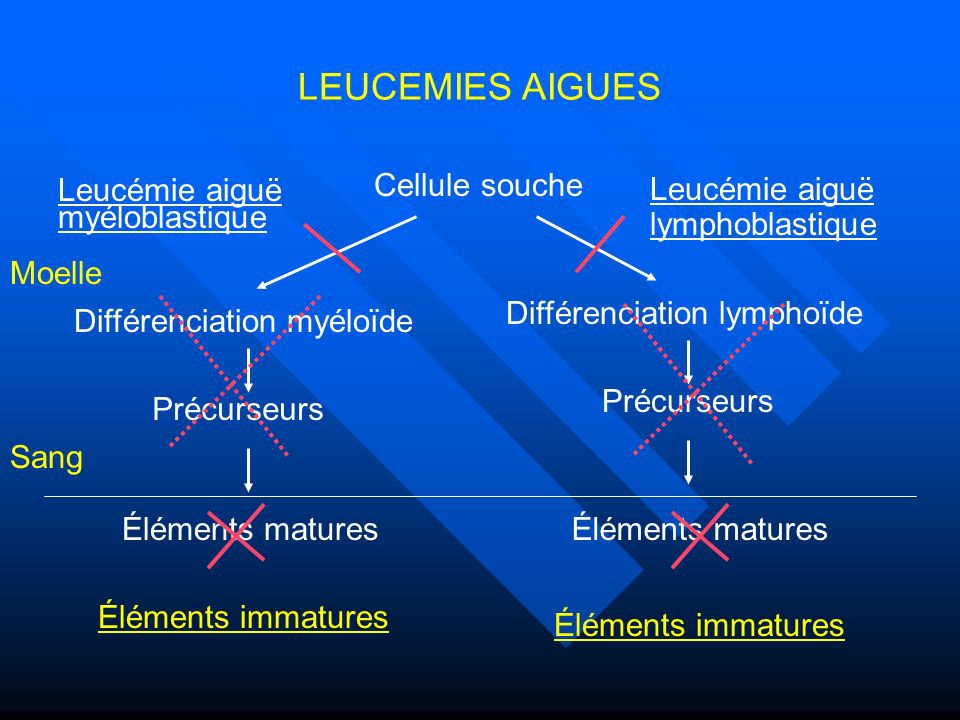 LEUCEMIES AIGUES
Leucémie aiguë
myéloblastique
Cellule souche
Leucémie aiguë
lymphoblastique
Moelle
Différenciation myéloïde
Différenciation lymphoïde
Précurseurs
Précurseurs
Sang
Éléments matures
Éléments matures
Éléments immatures
Éléments immatures